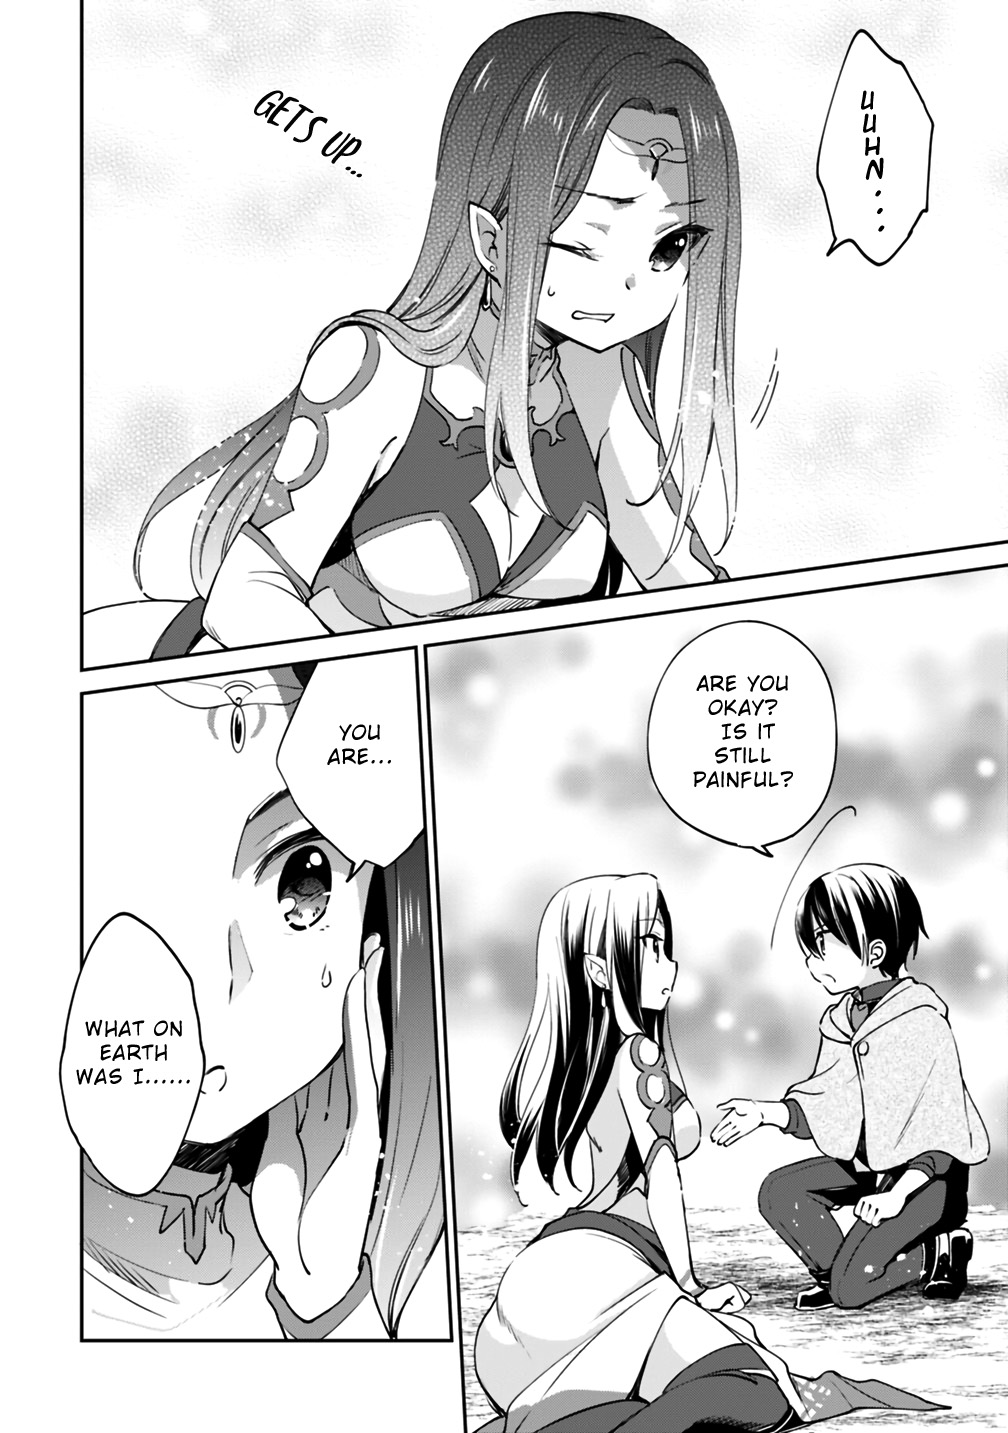 UUHN...
GETS UP...
ARE YOU
OKAY?
IS IT
STILL
PAINFUL?
YOU
ARE...
WHAT ON
EARTH
WAS I......